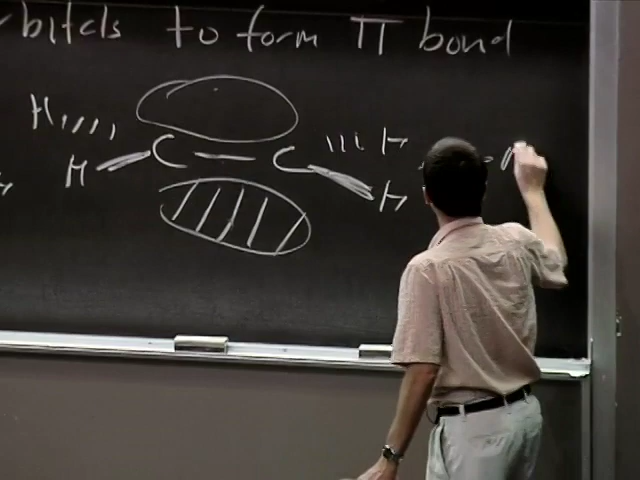 rbitals to form π bond
H C — C H
H H